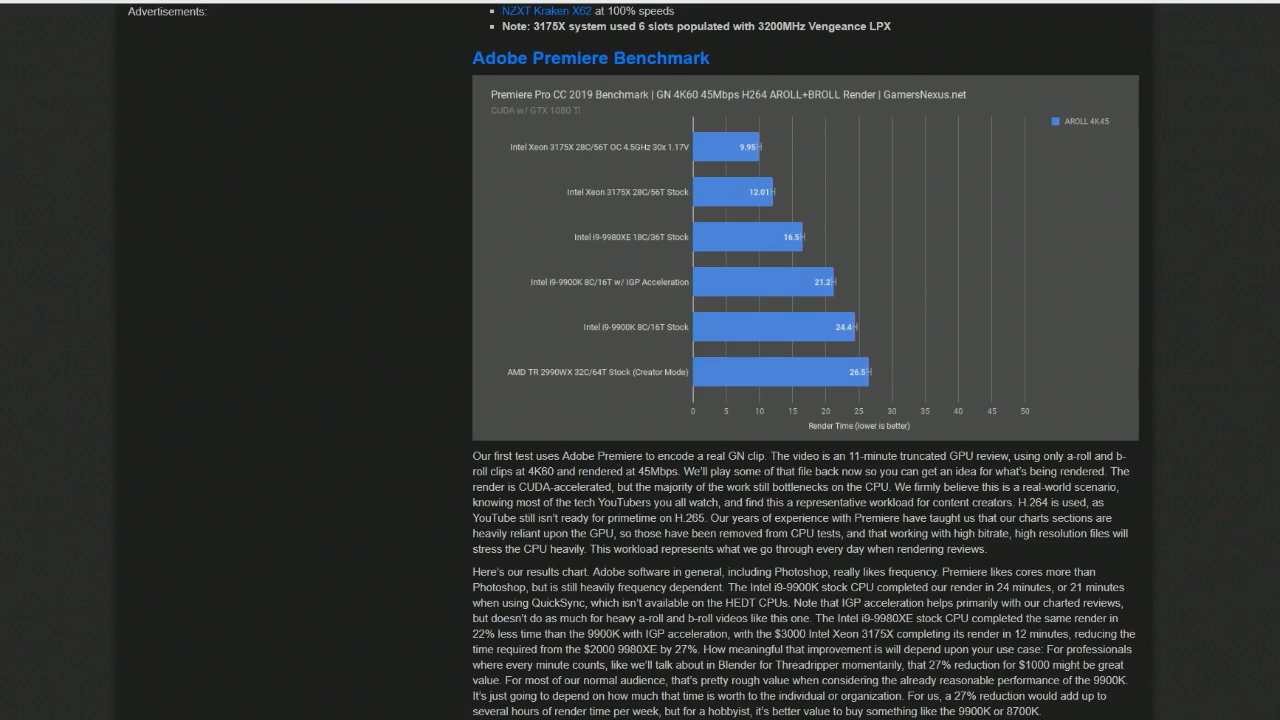 Advertisements:
NZXT Kraken X62 at 100% speeds
Note: 3175X system used 6 slots populated with 3200MHz Vengeance LPX
Adobe Premiere Benchmark
Premiere Pro CC 2019 Benchmark | GN 4K60 45Mbps H264 AROLL+BROLL Render | GamersNexus.net
CUDA w/ GTX 1080 Ti
AROLL 4K45
Intel Xeon 3175X 28C/56T OC 4.5GHz 30x 1.17V 9.95
Intel Xeon 3175X 28C/56T Stock 12.01
Intel i9-9980XE 18C/36T Stock 16.5
Intel i9-9900K 8C/16T w/ IGP Acceleration 21.2
Intel i9-9900K 8C/16T Stock 24.4
AMD TR 2990WX 32C/64T Stock (Creator Mode) 26.5
0 5 10 15 20 25 30 35 40 45 50
Render Time (lower is better)
Our first test uses Adobe Premiere to encode a real GN clip. The video is an 11-minute truncated GPU review, using only a-roll and b-
roll clips at 4K60 and rendered at 45Mbps. We'll play some of that file back now so you can get an idea for what's being rendered. The
render is CUDA-accelerated, but the majority of the work still bottlenecks on the CPU. We firmly believe this is a real-world scenario,
knowing most of the tech YouTubers you all watch, and find this a representative workload for content creators. H.264 is used, as
YouTube still isn't ready for primetime on H.265. Our years of experience with Premiere have taught us that our charts sections are
heavily reliant upon the GPU, so those have been removed from CPU tests, and that working with high bitrate, high resolution files will
stress the CPU heavily. This workload represents what we go through every day when rendering reviews.
Here's our results chart. Adobe software in general, including Photoshop, really likes frequency. Premiere likes cores more than
Photoshop, but is still heavily frequency dependent. The Intel i9-9900K stock CPU completed our render in 24 minutes, or 21 minutes
when using QuickSync, which isn't available on the HEDT CPUs. Note that IGP acceleration helps primarily with our charted reviews,
but doesn't do as much for heavy a-roll and b-roll videos like this one. The Intel i9-9980XE stock CPU completed the same render in
22% less time than the 9900K with IGP acceleration, with the $3000 Intel Xeon 3175X completing its render in 12 minutes, reducing the
time required from the $2000 9980XE by 27%. How meaningful that improvement is will depend upon your use case: For professionals
where every minute counts, like we'll talk about in Blender for Threadripper momentarily, that 27% reduction for $1000 might be great
value. For most of our normal audience, that's pretty rough value when considering the already reasonable performance of the 9900K.
It's just going to depend on how much that time is worth to the individual or organization. For us, a 27% reduction would add up to
several hours of render time per week, but for a hobbyist, it's better value to buy something like the 9900K or 8700K.